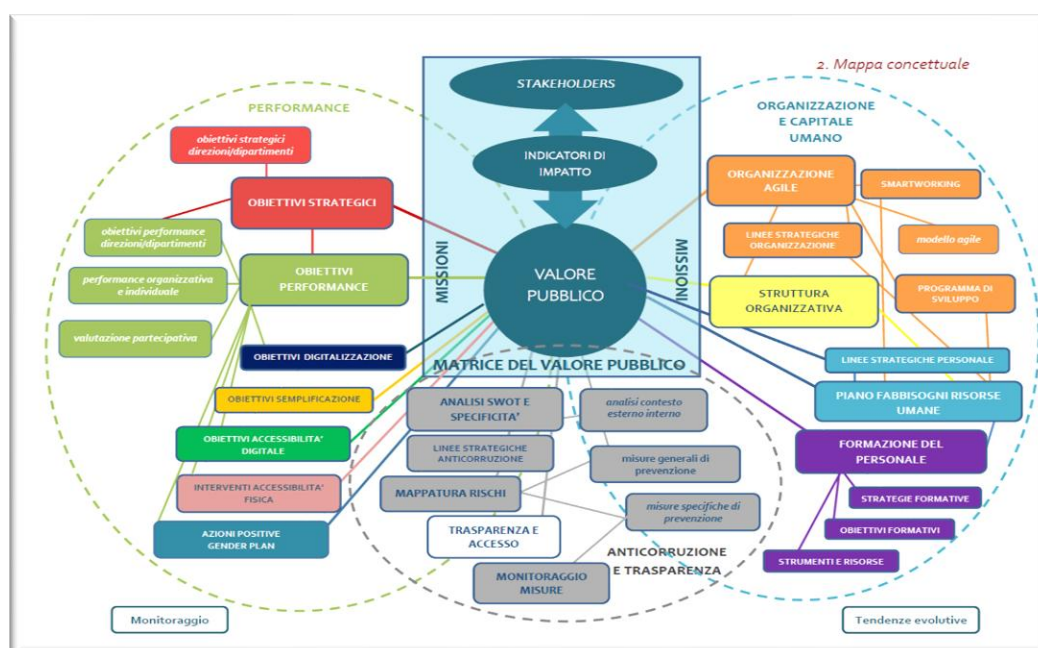 2. Mappa concettuale
STAKEHOLDERS
INDICATORI DI
IMPATTO
VALORE
PUBBLICO
MISSIONI
MISSIONI
MATRICE DEL VALORE PUBBLICO
PERFORMANCE
obiettivi strategici
direzioni/dipartimenti
OBIETTIVI STRATEGICI
obiettivi performance
direzioni/dipartimenti
OBIETTIVI
PERFORMANCE
performance organizzativa
e individuale
valutazione partecipativa
OBIETTIVI DIGITALIZZAZIONE
OBIETTIVI SEMPLIFICAZIONE
OBIETTIVI ACCESSIBILITA'
DIGITALE
INTERVENTI ACCESSIBILITA'
FISICA
AZIONI POSITIVE
GENDER PLAN
ANALISI SWOT E
SPECIFICITA'
analisi contesto
esterno interno
LINEE STRATEGICHE
ANTICORRUZIONE
misure generali di
prevenzione
MAPPATURA RISCHI
misure specifiche di
prevenzione
TRASPARENZA E
ACCESSO
ANTICORRUZIONE
E TRASPARENZA
MONITORAGGIO
MISURE
ORGANIZZAZIONE
E CAPITALE
UMANO
ORGANIZZAZIONE
AGILE
SMARTWORKING
LINEE STRATEGICHE
ORGANIZZAZIONE
modello agile
STRUTTURA
ORGANIZZATIVA
PROGRAMMA DI
SVILUPPO
LINEE STRATEGICHE PERSONALE
PIANO FABBISOGNI RISORSE
UMANE
FORMAZIONE DEL
PERSONALE
STRATEGIE FORMATIVE
OBIETTIVI FORMATIVI
STRUMENTI E RISORSE
Monitoraggio
Tendenze evolutive